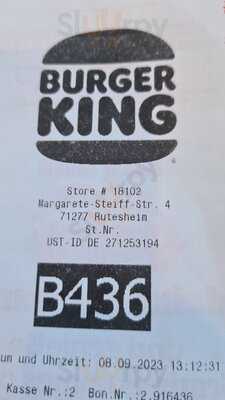 BURGER
KING
Store # 18102
Margarete-Steiff-Str. 4
71277 Rutesheim
St.Nr.
UST-ID DE 271253194
B436
um und Uhrzeit: 08.09.2023 13:12:31
Kasse Nr.:2 Bon.Nr.:2.916436